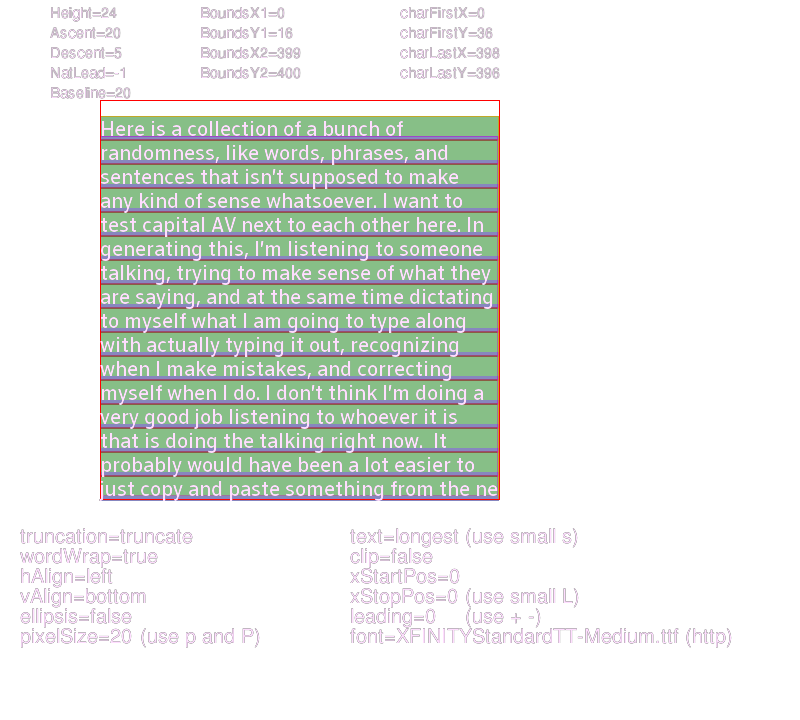 Height=24 BoundsX1=0 charFirstX=0
Ascent=20 BoundsY1=16 charFirstY=36
Descent=5 BoundsX2=399 charLastX=398
NatLead=-1 BoundsY2=400 charLastY=396
Baseline=20
Here is a collection of a bunch of
randomness, like words, phrases, and
sentences that isn't supposed to make
any kind of sense whatsoever. I want to
test capital AV next to each other here. In
generating this, I'm listening to someone
talking, trying to make sense of what they
are saying, and at the same time dictating
to myself what I am going to type along
with actually typing it out, recognizing
when I make mistakes, and correcting
myself when I do. I don't think I'm doing a
very good job listening to whoever it is
that is doing the talking right now.  It
probably would have been a lot easier to
just copy and paste something from the ne
truncation=truncate text=longest (use small s)
wordWrap=true clip=false
hAlign=left xStartPos=0
vAlign=bottom xStopPos=0 (use small L)
ellipsis=false leading=0 (use + -)
pixelSize=20 (use p and P) font=XFINITYStandardTT-Medium.ttf (http)